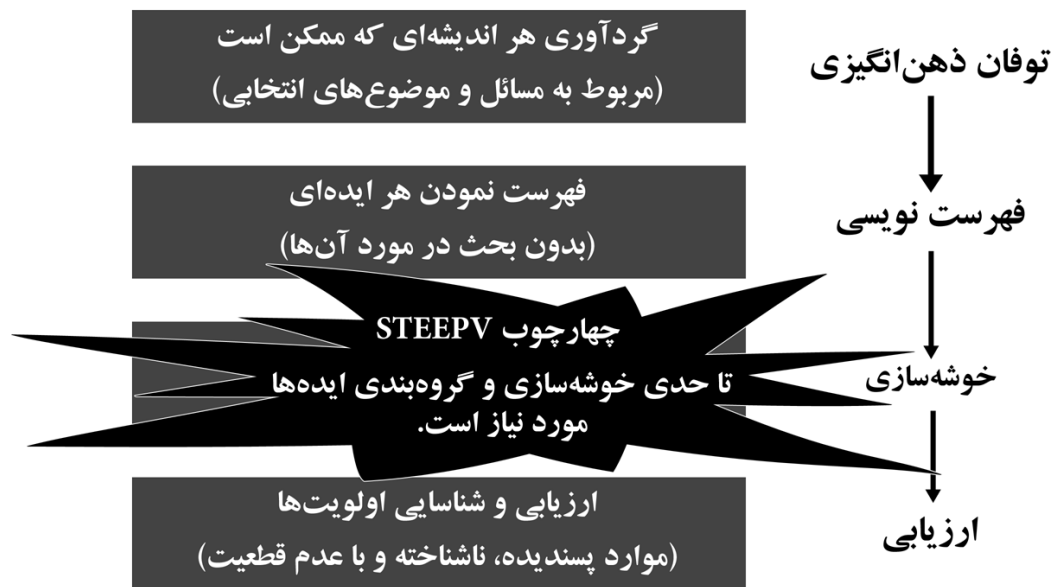 توفان ذهن‌انگیزی
گردآوری هر اندیشه‌ای که ممکن است
(مربوط به مسائل و موضوع‌های انتخابی)
فهرست نویسی
فهرست نمودن هر ایده‌ای
(بدون بحث در مورد آن‌ها)
خوشه‌سازی
چهارچوب STEEPV
تا حدی خوشه‌سازی و گروه‌بندی ایده‌ها
مورد نیاز است.
ارزیابی
ارزیابی و شناسایی اولویت‌ها
(موارد پسندیده، ناشناخته و با عدم قطعیت)